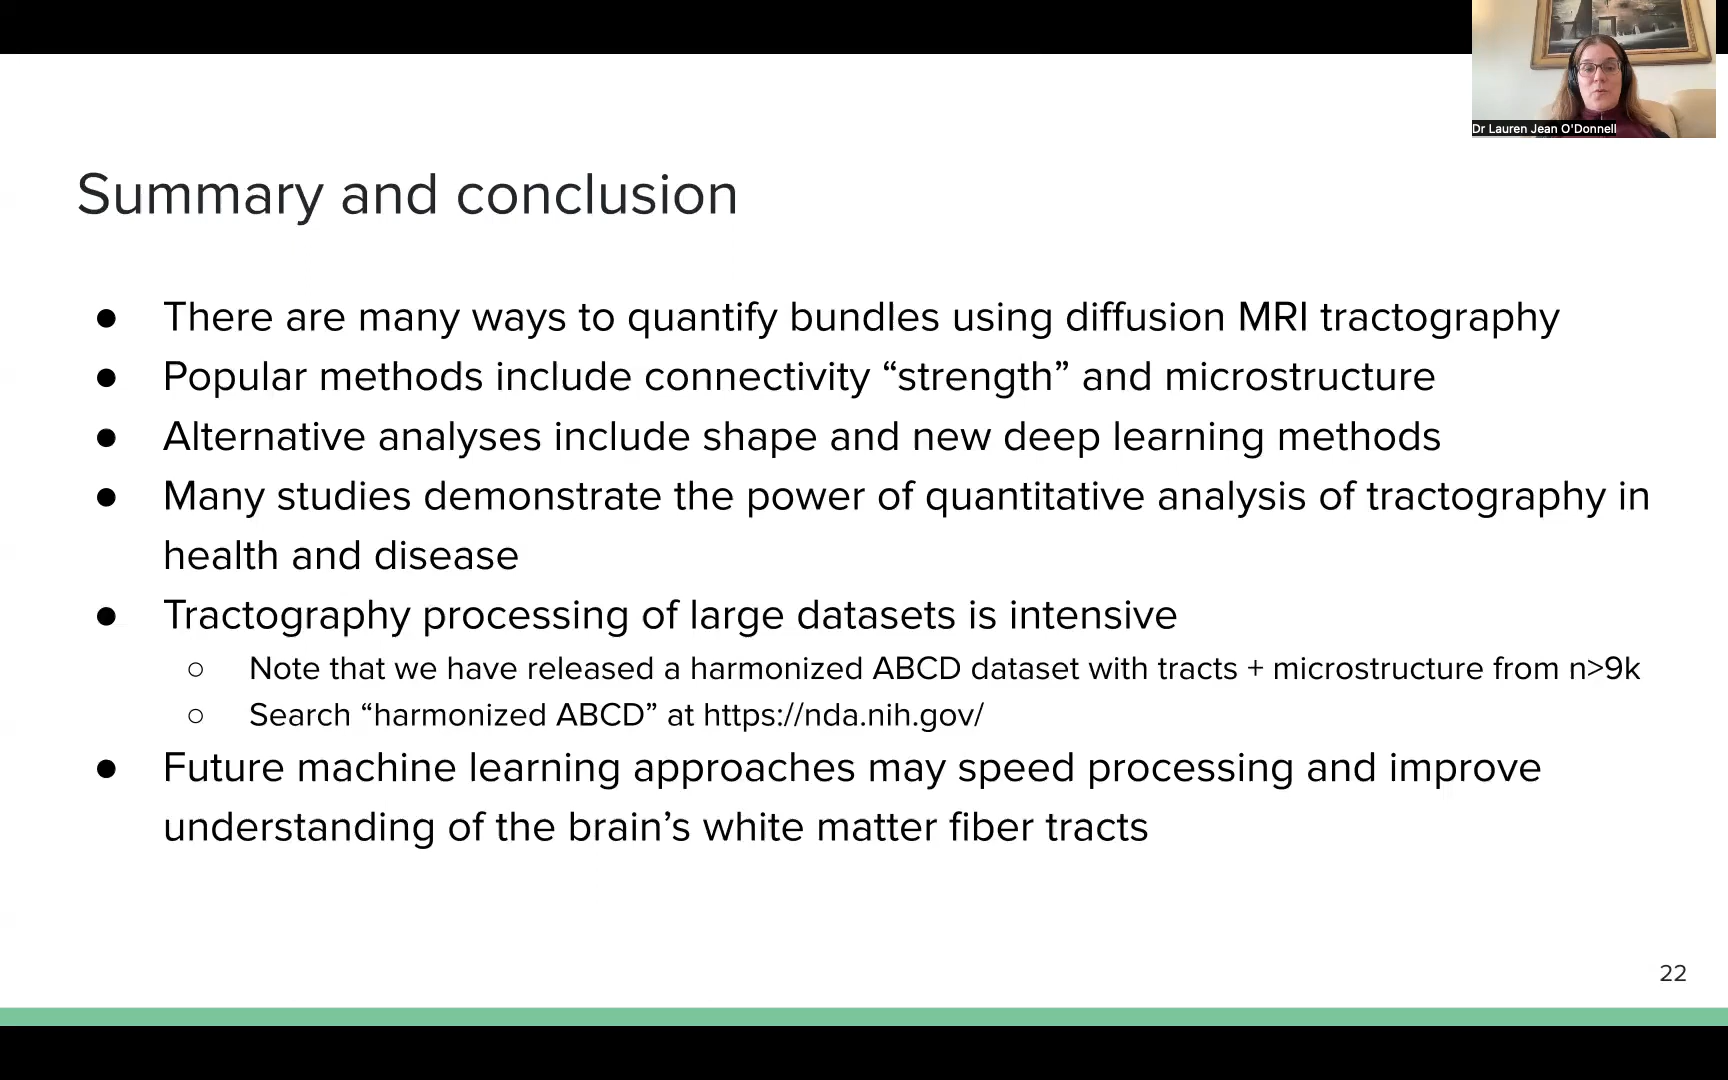 Dr Lauren Jean O'Donnell
Summary and conclusion
● There are many ways to quantify bundles using diffusion MRI tractography
● Popular methods include connectivity “strength” and microstructure
● Alternative analyses include shape and new deep learning methods
● Many studies demonstrate the power of quantitative analysis of tractography in
health and disease
● Tractography processing of large datasets is intensive
○ Note that we have released a harmonized ABCD dataset with tracts + microstructure from n>9k
○ Search “harmonized ABCD” at https://nda.nih.gov/
● Future machine learning approaches may speed processing and improve
understanding of the brain’s white matter fiber tracts
22